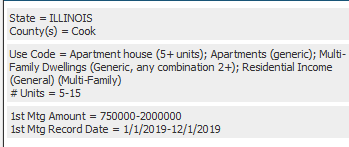 State = ILLINOIS
County(s) = Cook
Use Code = Apartment house (5+ units); Apartments (generic); Multi-
Family Dwellings (Generic, any combination 2+); Residential Income
(General) (Multi-Family)
# Units = 5-15
1st Mtg Amount = 750000-2000000
1st Mtg Record Date = 1/1/2019-12/1/2019